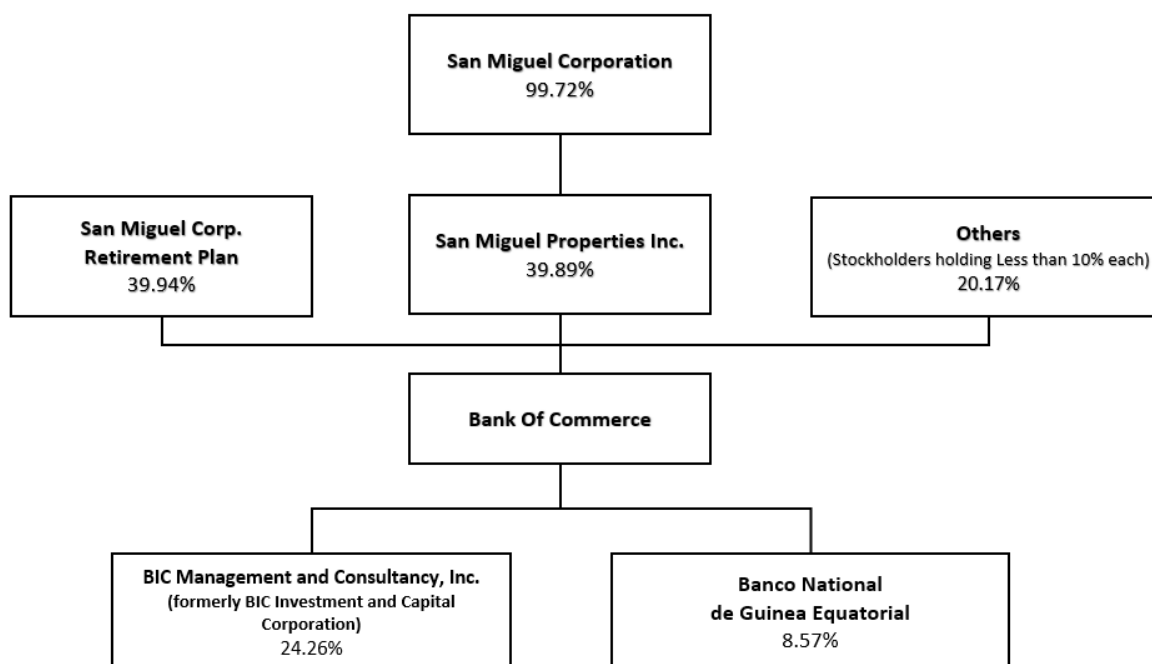 San Miguel Corporation
99.72%
San Miguel Corp.
Retirement Plan
39.94%
San Miguel Properties Inc.
39.89%
Others
(Stockholders holding Less than 10% each)
20.17%
Bank Of Commerce
BIC Management and Consultancy, Inc.
(formerly BIC Investment and Capital
Corporation)
24.26%
Banco National
de Guinea Equatorial
8.57%